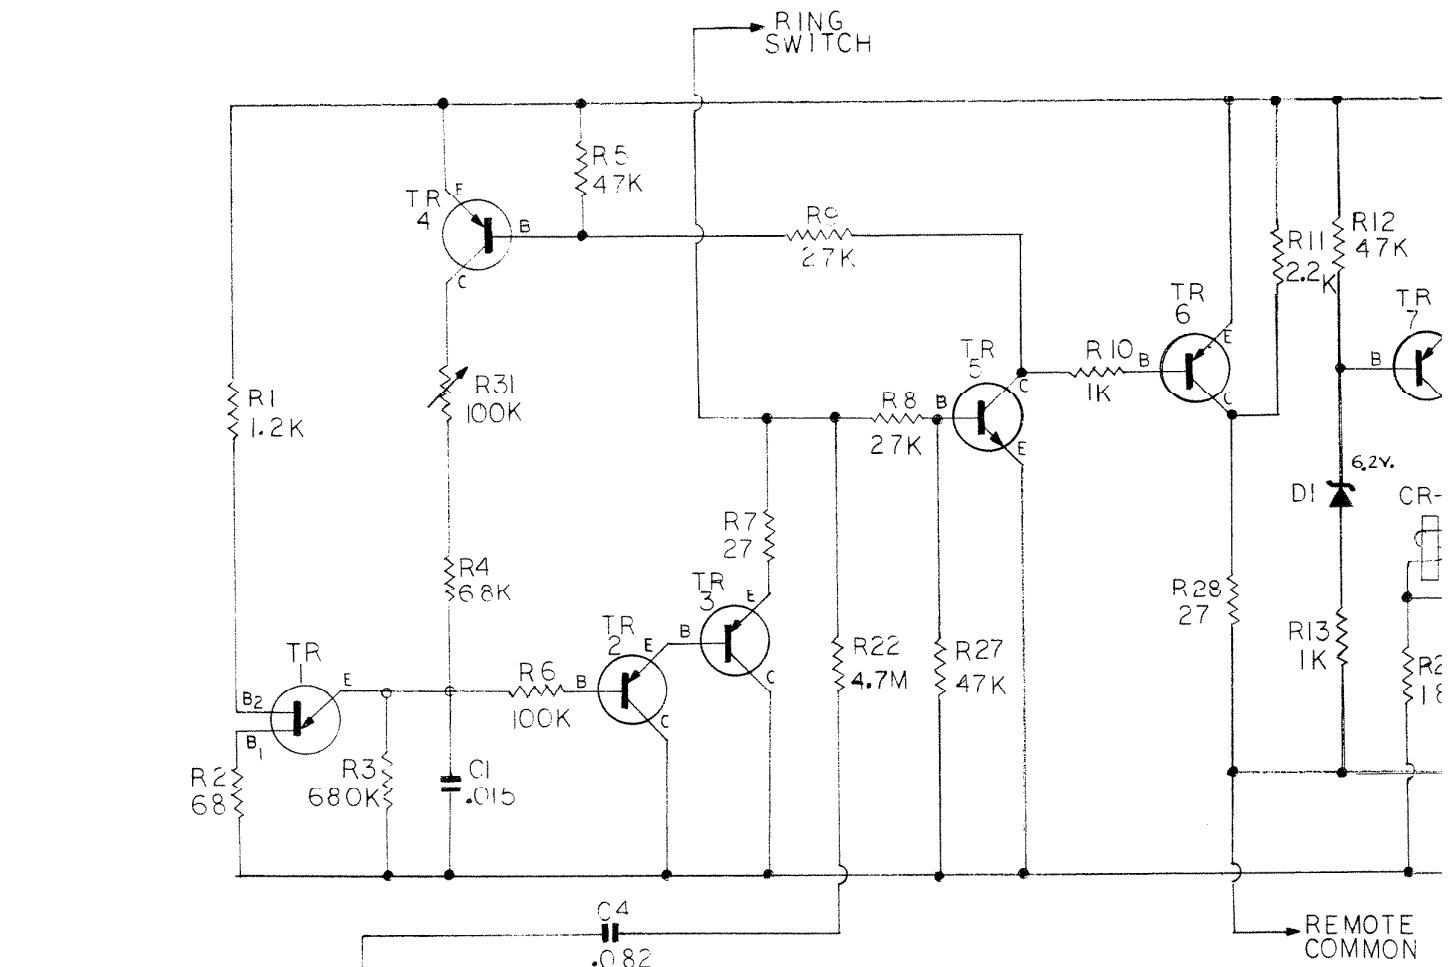 RING
SWITCH
R5
47K
TR
4
E
B
C
R9
27K
R11
2.2K
R12
47K
TR
6
E
B
C
TR
7
B
R10
1K
TR
5
B
C
E
R8
27K
R31
100K
R1
1.2K
6.2V.
D1
CR-
R7
27
R4
68K
TR
3
E
B
C
TR
2
E
B
C
R28
27
R13
1K
R22
4.7M
R27
47K
TR
1
E
B2
B1
R6
100K
R2
68
R3
680K
C1
.015
C4
.082
REMOTE
COMMON